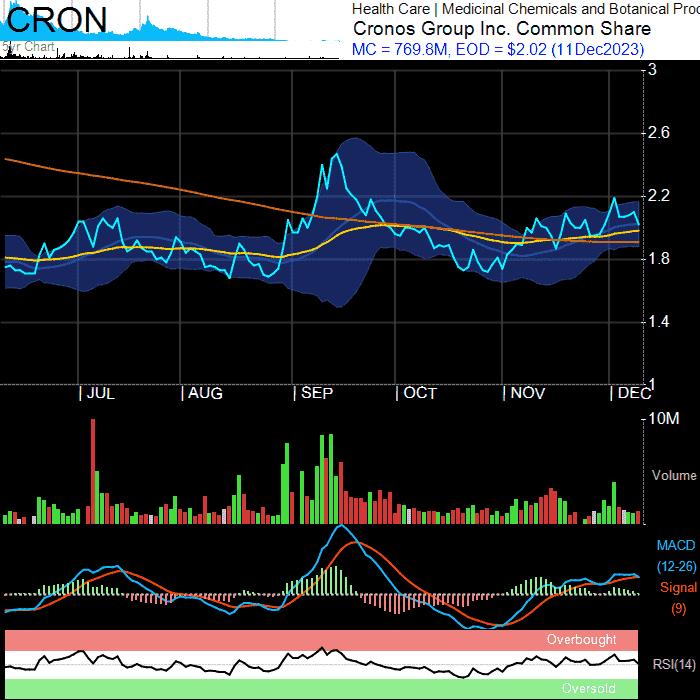 CRON
5yr Chart
Health Care | Medicinal Chemicals and Botanical Proc
Cronos Group Inc. Common Share
MC = 769.8M, EOD = $2.02 (11Dec2023)
3
2.6
2.2
1.8
1.4
1
| JUL | AUG | SEP | OCT | NOV | DEC
10M
Volume
MACD
(12-26)
Signal
(9)
Overbought
RSI(14)
Oversold